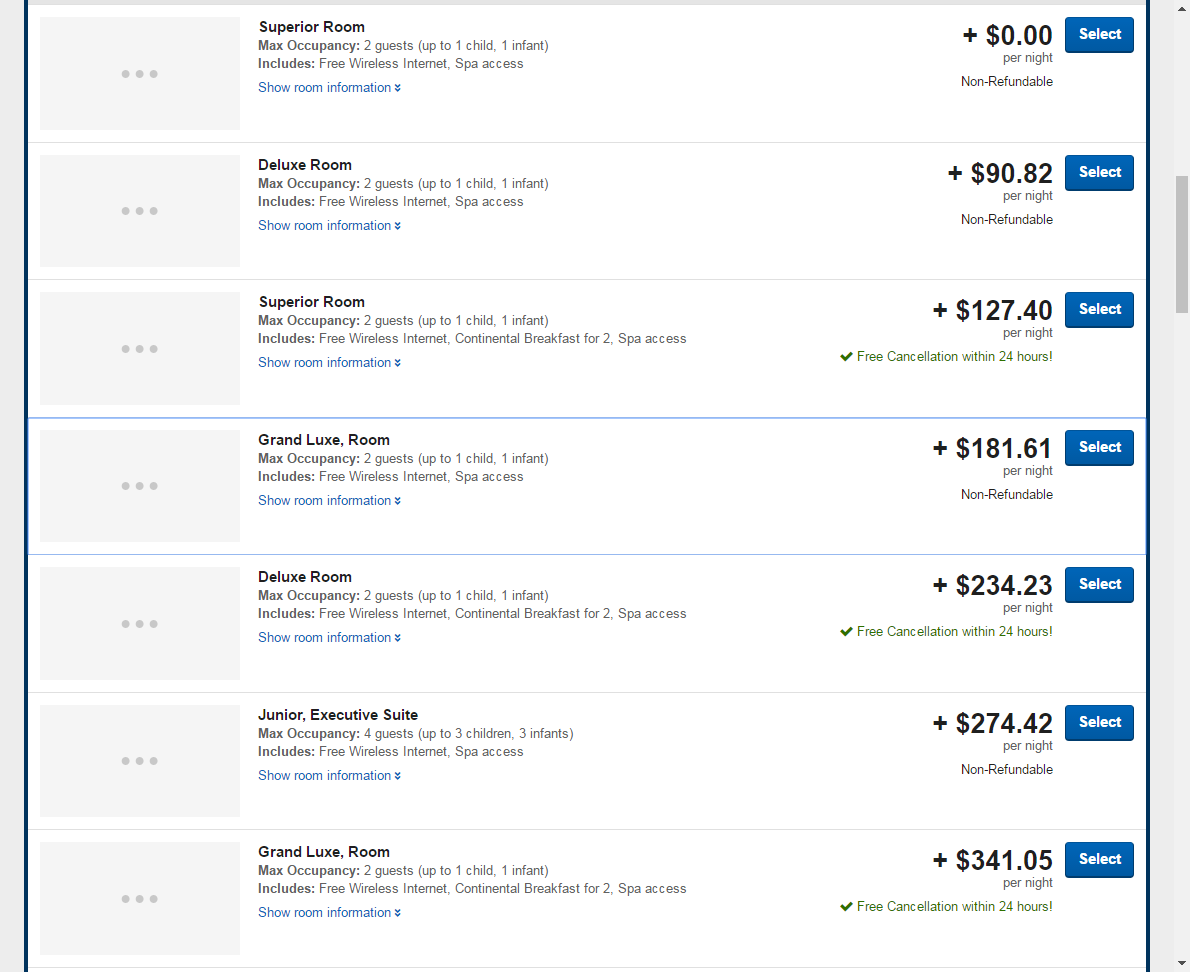 Superior Room
Max Occupancy: 2 guests (up to 1 child, 1 infant)
Includes: Free Wireless Internet, Spa access
Show room information
+ $0.00
per night
Non-Refundable
Select
Deluxe Room
Max Occupancy: 2 guests (up to 1 child, 1 infant)
Includes: Free Wireless Internet, Spa access
Show room information
+ $90.82
per night
Non-Refundable
Select
Superior Room
Max Occupancy: 2 guests (up to 1 child, 1 infant)
Includes: Free Wireless Internet, Continental Breakfast for 2, Spa access
Show room information
+ $127.40
per night
Free Cancellation within 24 hours!
Select
Grand Luxe, Room
Max Occupancy: 2 guests (up to 1 child, 1 infant)
Includes: Free Wireless Internet, Spa access
Show room information
+ $181.61
per night
Non-Refundable
Select
Deluxe Room
Max Occupancy: 2 guests (up to 1 child, 1 infant)
Includes: Free Wireless Internet, Continental Breakfast for 2, Spa access
Show room information
+ $234.23
per night
Free Cancellation within 24 hours!
Select
Junior, Executive Suite
Max Occupancy: 4 guests (up to 3 children, 3 infants)
Includes: Free Wireless Internet, Spa access
Show room information
+ $274.42
per night
Non-Refundable
Select
Grand Luxe, Room
Max Occupancy: 2 guests (up to 1 child, 1 infant)
Includes: Free Wireless Internet, Continental Breakfast for 2, Spa access
Show room information
+ $341.05
per night
Free Cancellation within 24 hours!
Select